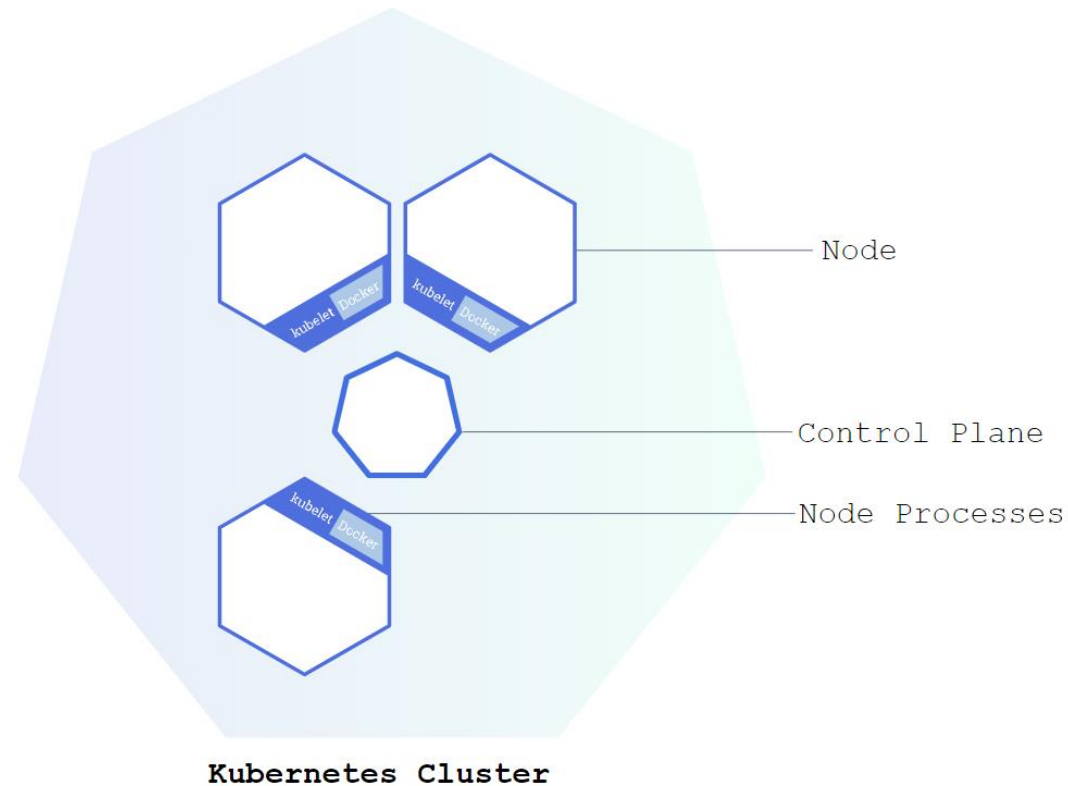 kubelet Docker
kubelet Docker
Node
Control Plane
kubelet Docker
Node Processes
Kubernetes Cluster